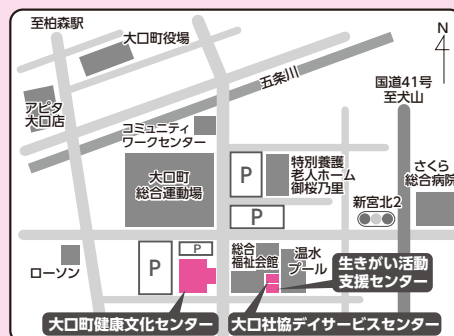 至柏森駅
大口町役場
N
五条川
国道41号
至犬山
アピタ
大口店
コミュニティ
ワークセンター
大口町
総合運動場
P
特別養護
老人ホーム
御桜乃里
さくら
総合病院
P
新宮北2
ローソン
P
P
総合
福祉会館
温水
プール
生きがい活動
支援センター
大口町健康文化センター
大口社協デイサービスセンター